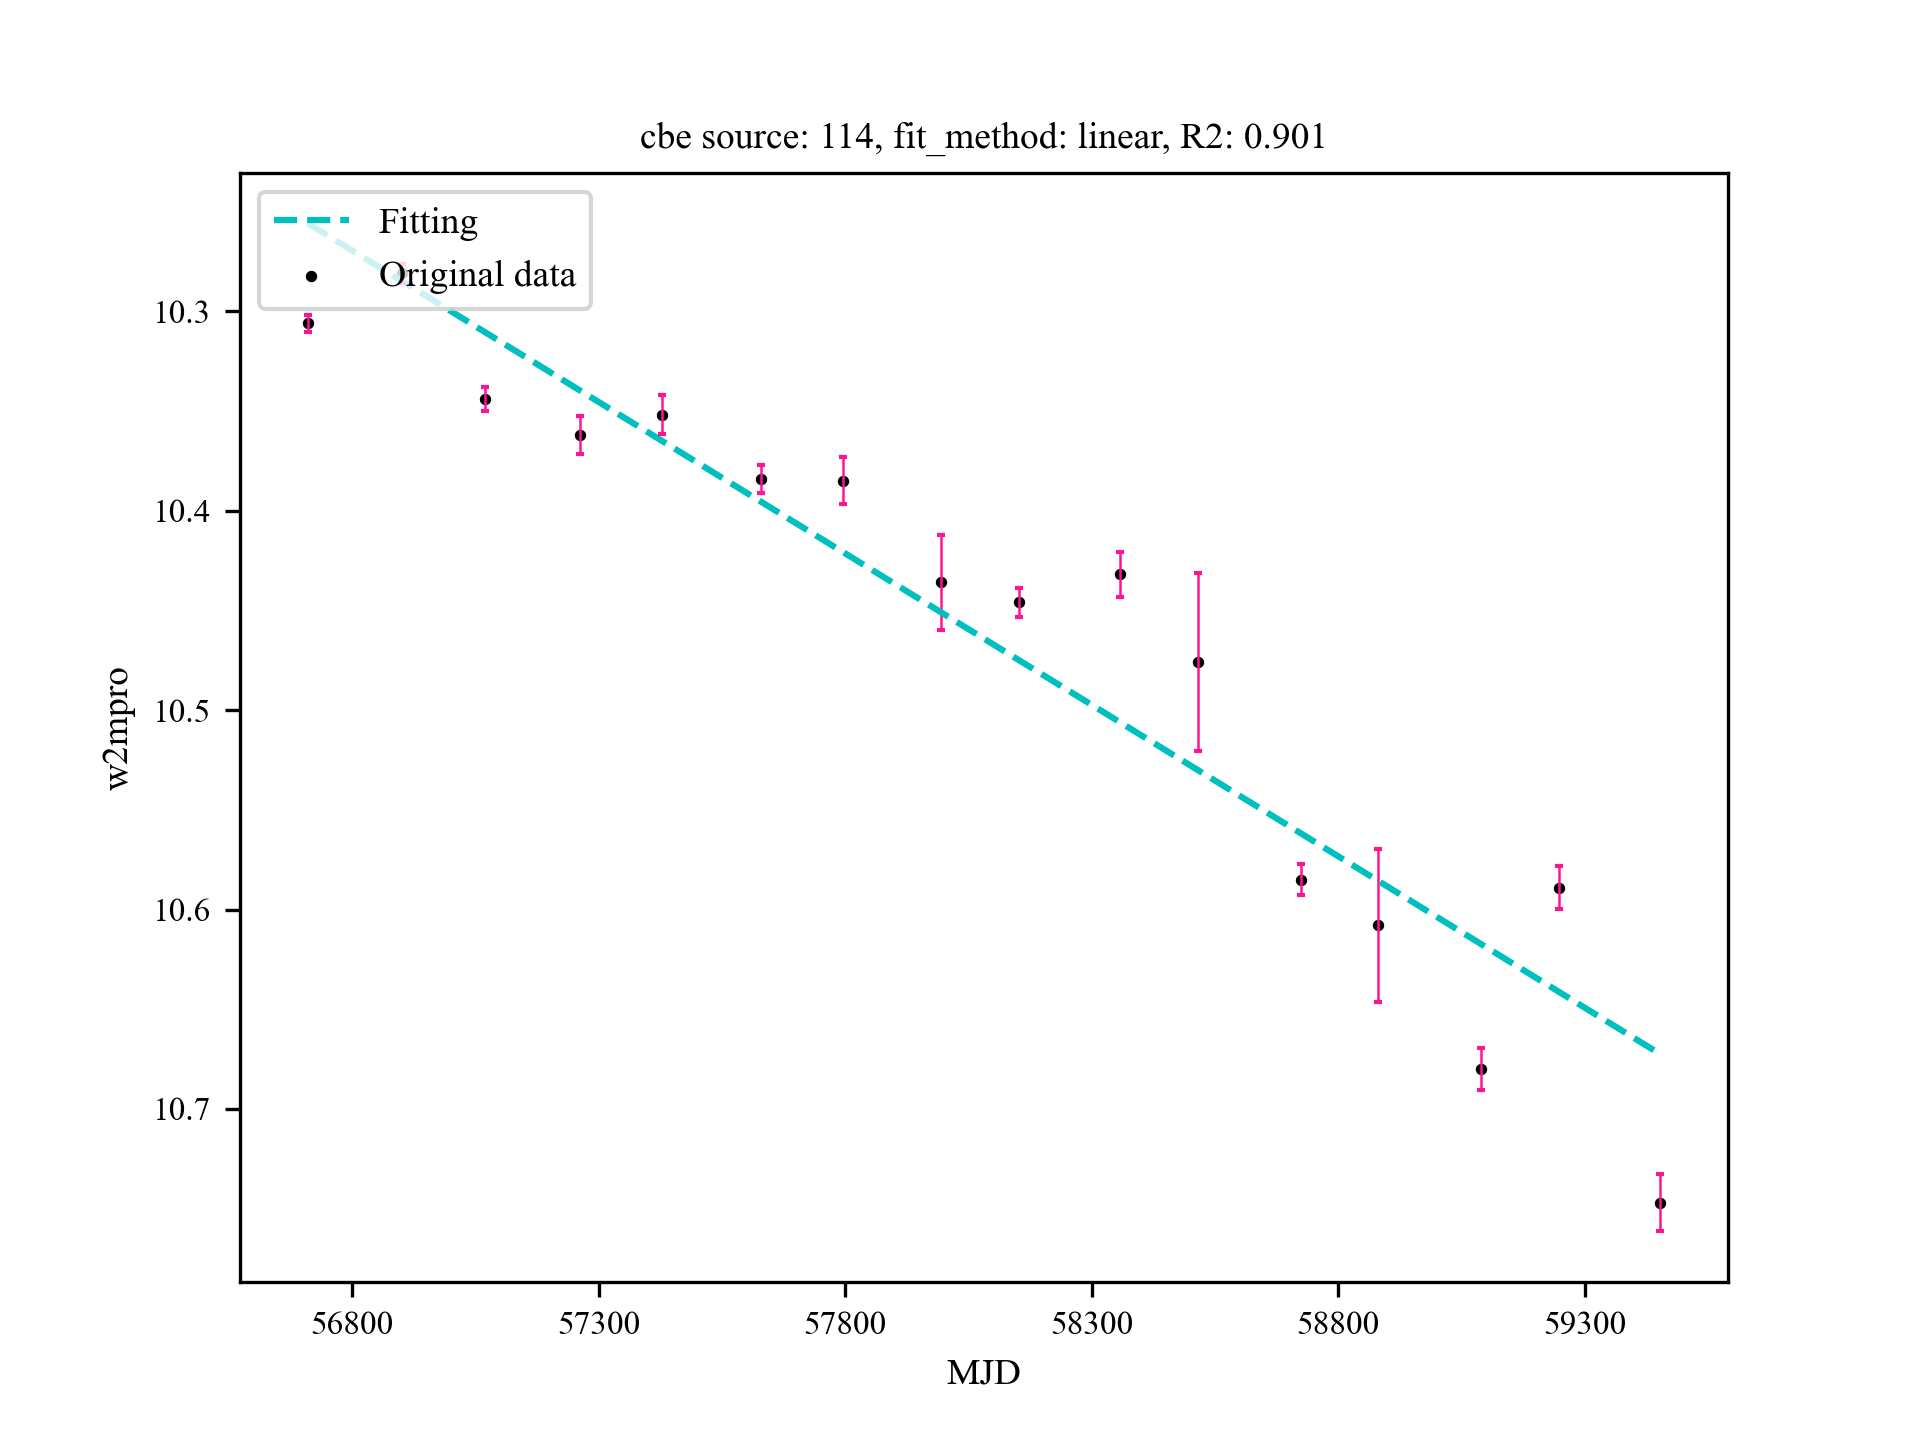 cbe source: 114, fit_method: linear, R2: 0.901
Fitting
Original data
10.3
10.4
10.5
10.6
10.7
w2mpro
56800 57300 57800 58300 58800 59300
MJD